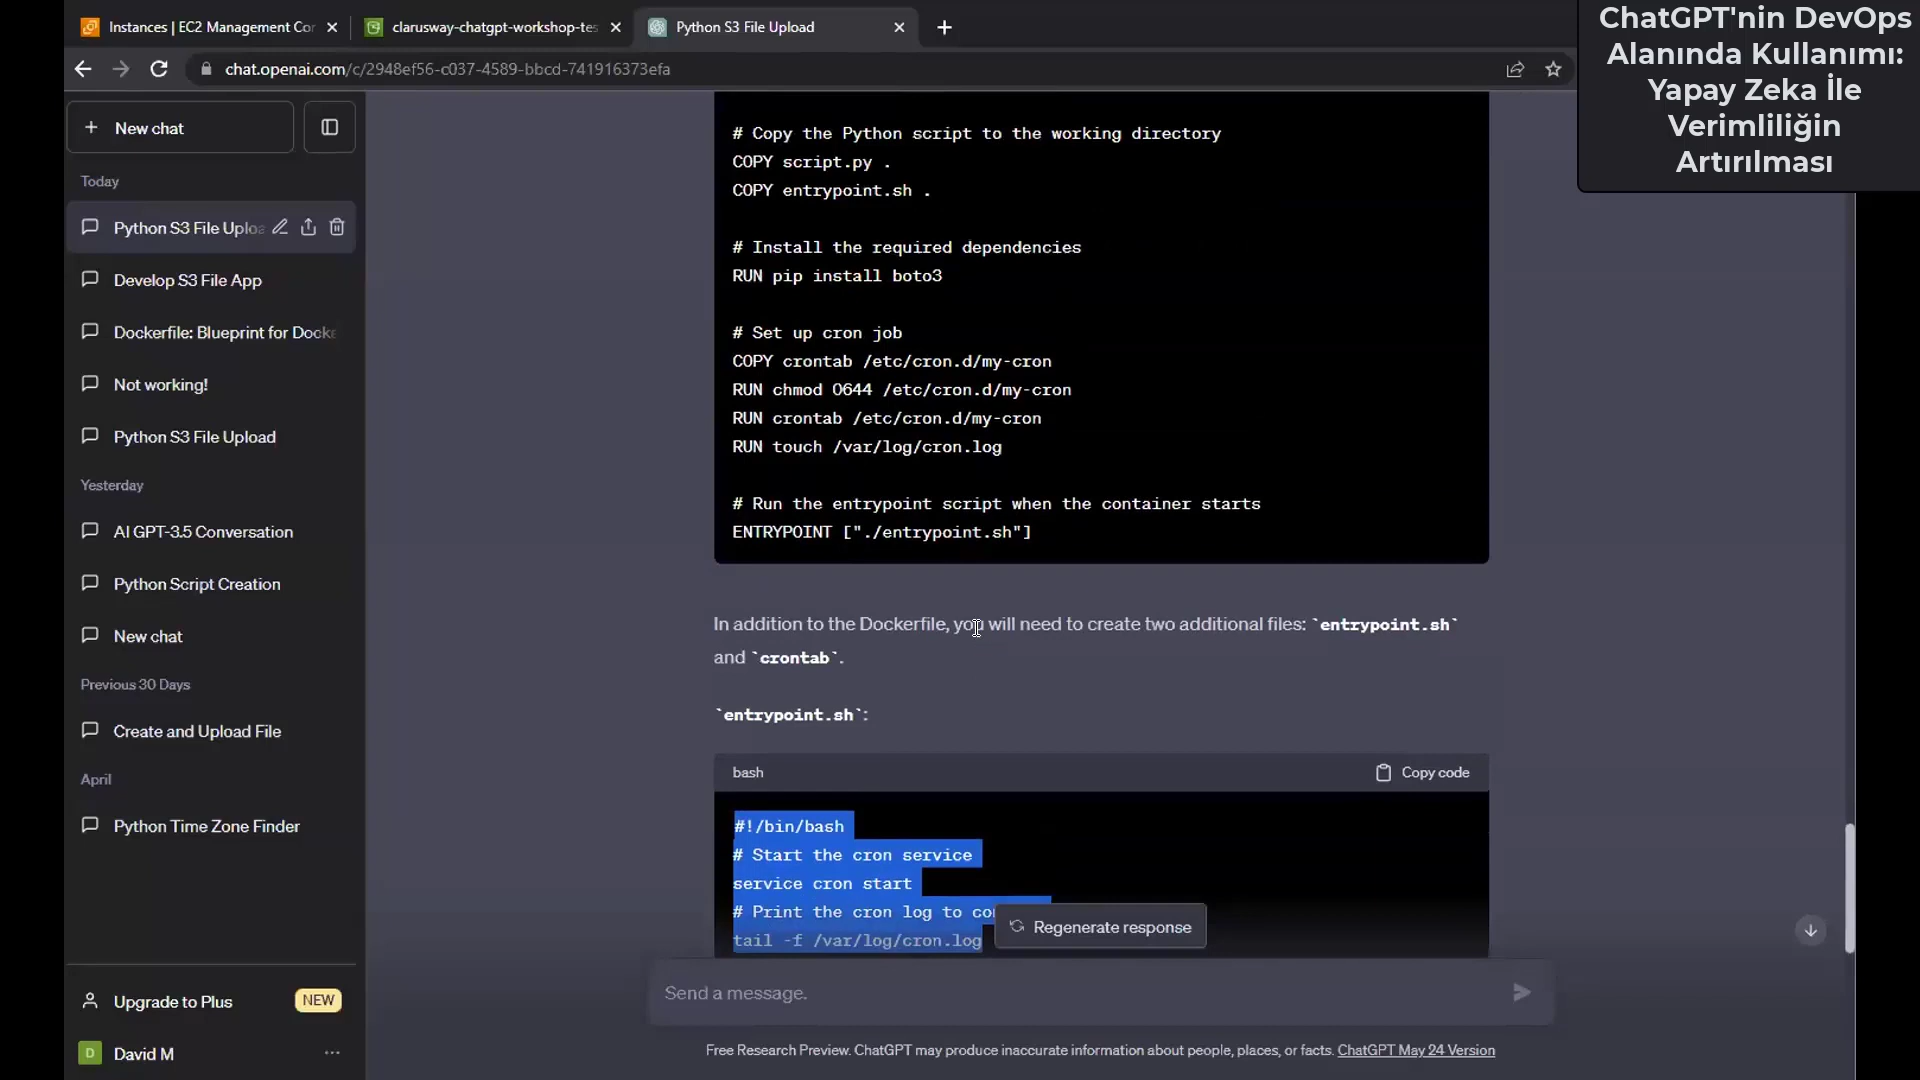 Instances | EC2 Management Cor
clarusway-chatgpt-workshop-tes
Python S3 File Upload
chat.openai.com/c/2948ef56-c037-4589-bbcd-741916373efa
ChatGPT'nin DevOps
Alanında Kullanımı:
Yapay Zeka İle
Verimliliğin
Artırılması
New chat
Today
Python S3 File Uploa
Develop S3 File App
Dockerfile: Blueprint for Docke
Not working!
Python S3 File Upload
Yesterday
AI GPT-3.5 Conversation
Python Script Creation
New chat
Previous 30 Days
Create and Upload File
April
Python Time Zone Finder
Upgrade to Plus NEW
D David M
# Copy the Python script to the working directory
COPY script.py .
COPY entrypoint.sh .
# Install the required dependencies
RUN pip install boto3
# Set up cron job
COPY crontab /etc/cron.d/my-cron
RUN chmod 0644 /etc/cron.d/my-cron
RUN crontab /etc/cron.d/my-cron
RUN touch /var/log/cron.log
# Run the entrypoint script when the container starts
ENTRYPOINT ["./entrypoint.sh"]
In addition to the Dockerfile, you will need to create two additional files: `entrypoint.sh`
and `crontab`.
`entrypoint.sh`:
bash Copy code
#!/bin/bash
# Start the cron service
service cron start
# Print the cron log to co
tail -f /var/log/cron.log
Regenerate response
Send a message.
Free Research Preview. ChatGPT may produce inaccurate information about people, places, or facts. ChatGPT May 24 Version